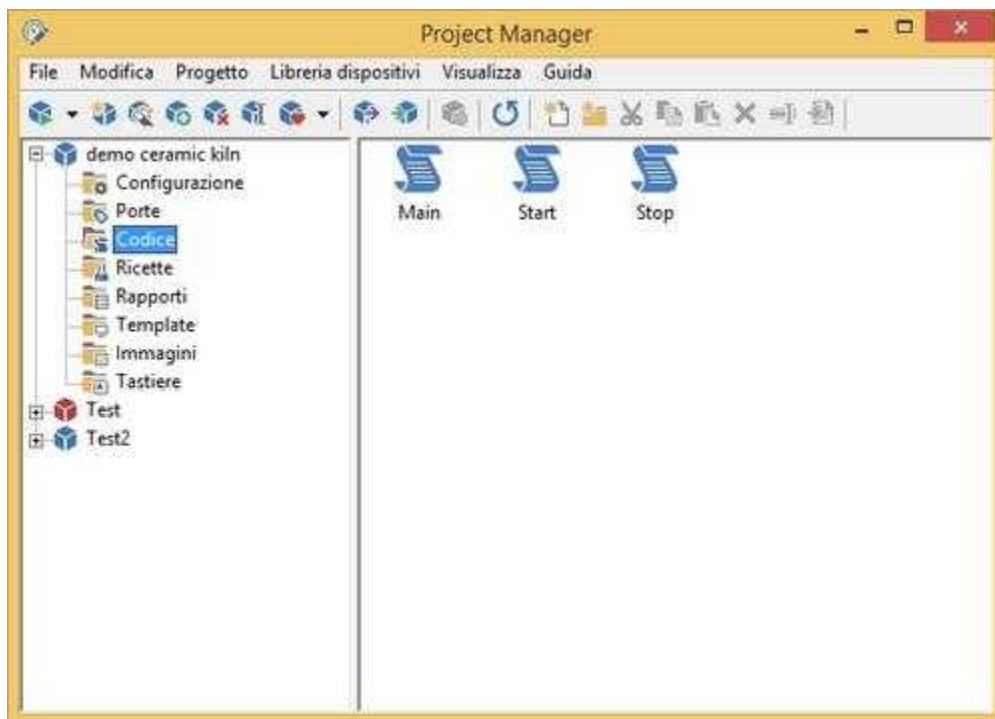 Project Manager
File Modifica Progetto Libreria dispositivi Visualizza Guida
demo ceramic kiln
Configurazione
Porte
Codice
Ricette
Rapporti
Template
Immagini
Tastiere
Test
Test2
Main Start Stop